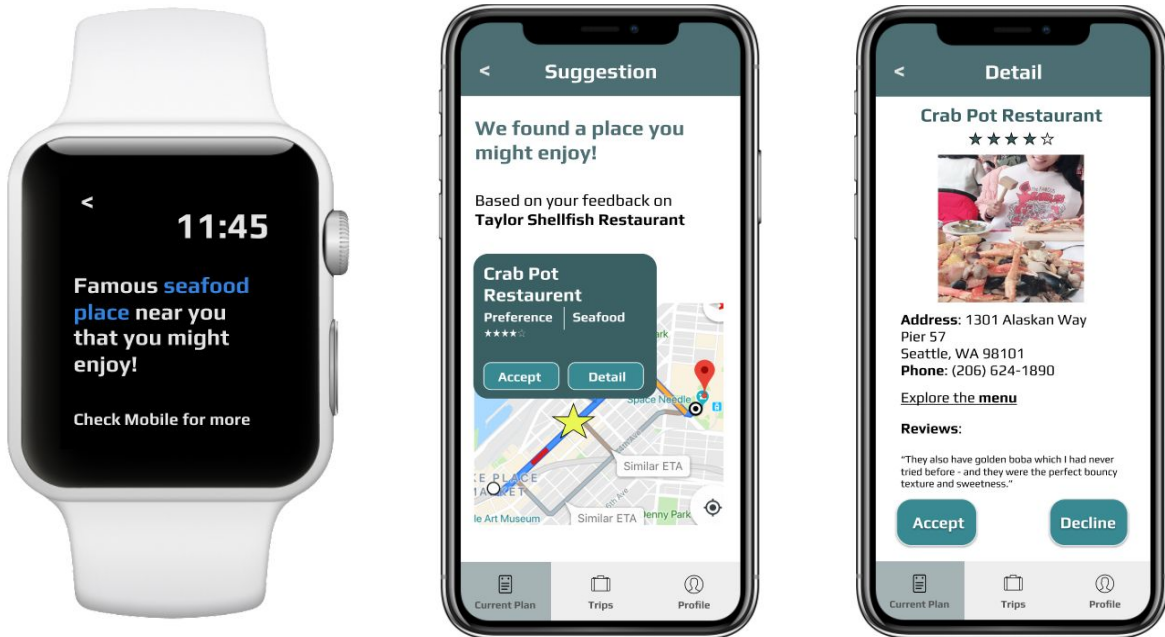 <
11:45
Famous seafood
place near you
that you might
enjoy!
Check Mobile for more
< Suggestion
We found a place you
might enjoy!
Based on your feedback on
Taylor Shellfish Restaurant
Crab Pot
Restaurent
Preference | Seafood
★★★★☆
Accept Detail
Space Needle
Similar ETA
Similar ETA
le Art Museum
enny Park
Current Plan Trips Profile
< Detail
Crab Pot Restaurant
★★★★☆
Address: 1301 Alaskan Way
Pier 57
Seattle, WA 98101
Phone: (206) 624-1890
Explore the menu
Reviews:
“They also have golden boba which I had never
tried before - and they were the perfect bouncy
texture and sweetness.”
Accept Decline
Current Plan Trips Profile